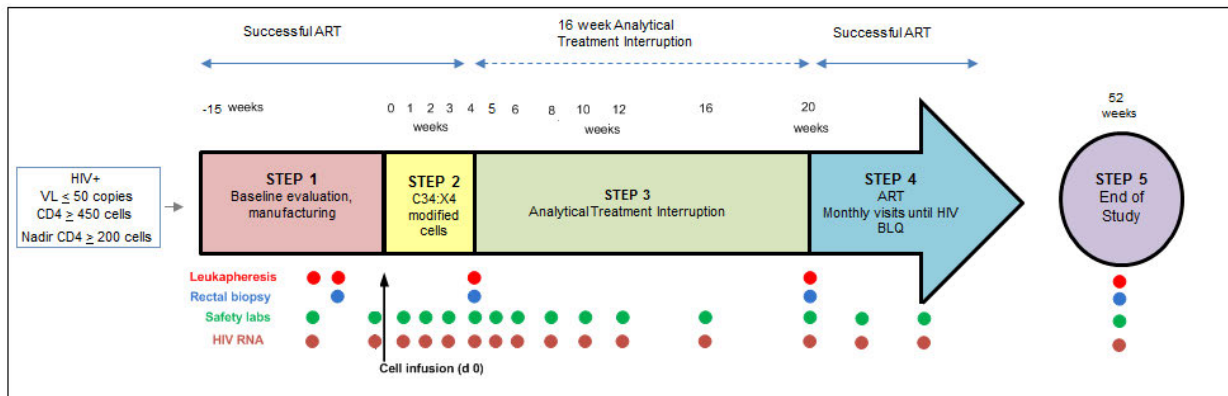 Successful ART
16 week Analytical
Treatment Interruption
Successful ART
-15 weeks
0 1 2 3 4 5 6 8 10 12 16 20
weeks
weeks
weeks
52
weeks
HIV+
VL < 50 copies
CD4 > 450 cells
Nadir CD4 > 200 cells
STEP 1
Baseline evaluation,
manufacturing
STEP 2
C34:X4
modified
cells
STEP 3
Analytical Treatment Interruption
STEP 4
ART
Monthly visits until HIV
BLQ
STEP 5
End of
Study
Leukapheresis
Rectal biopsy
Safety labs
HIV RNA
Cell infusion (d 0)